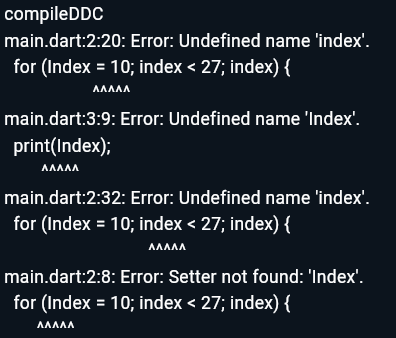 compileDDC
main.dart:2:20: Error: Undefined name 'index'.
for (Index = 10; index < 27; index) {
^^^^^
main.dart:3:9: Error: Undefined name 'Index'.
print(Index);
^^^^^
main.dart:2:32: Error: Undefined name 'index'.
for (Index = 10; index < 27; index) {
^^^^^
main.dart:2:8: Error: Setter not found: 'Index'.
for (Index = 10; index < 27; index) {
^^^^^